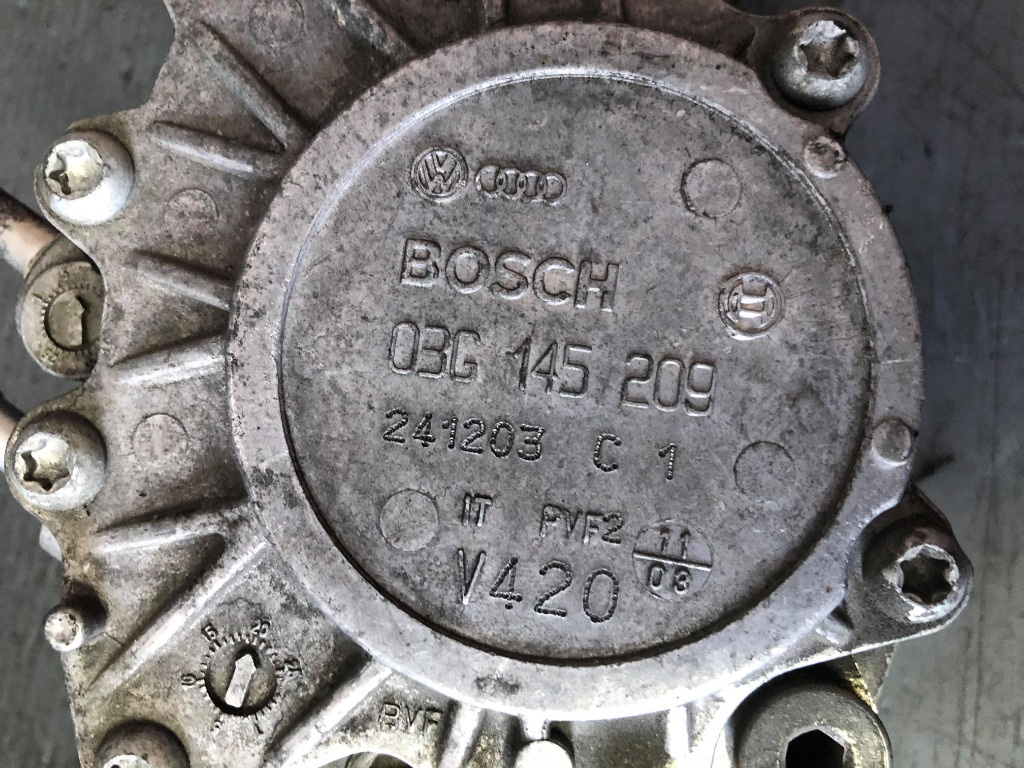 BOSCH
03G 145 209
241203 C 1
IT PVF2
11
03
V420